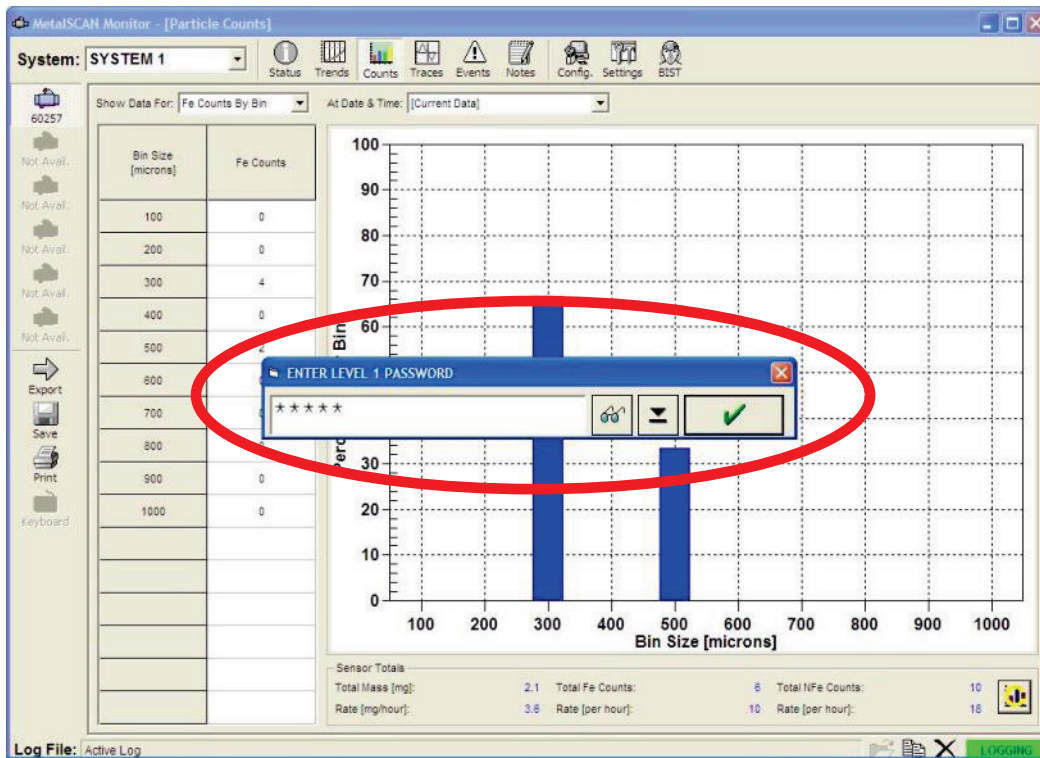 MetalSCAN Monitor - [Particle Counts]
System: SYSTEM 1
Status Trends Counts Traces Events Notes Config. Settings BIST
60257
Not Avail.
Not Avail.
Not Avail.
Not Avail.
Not Avail.
Export
Save
Print
Keyboard
Show Data For: Fe Counts By Bin At Date & Time: [Current Data]
Bin Size [microns] Fe Counts
100 0
200 0
300 4
400 0
500 2
600
700
800
900 0
1000 0
ENTER LEVEL 1 PASSWORD
*****
100
90
80
70
60
30
20
10
0
Bin
100 200 300 400 500 600 700 800 900 1000
Bin Size [microns]
Sensor Totals
Total Mass [mg]: 2.1 Total Fe Counts: 6 Total NFe Counts: 10
Rate [mg/hour]: 3.6 Rate [per hour]: 10 Rate [per hour]: 16
Log File: Active Log LOGGING